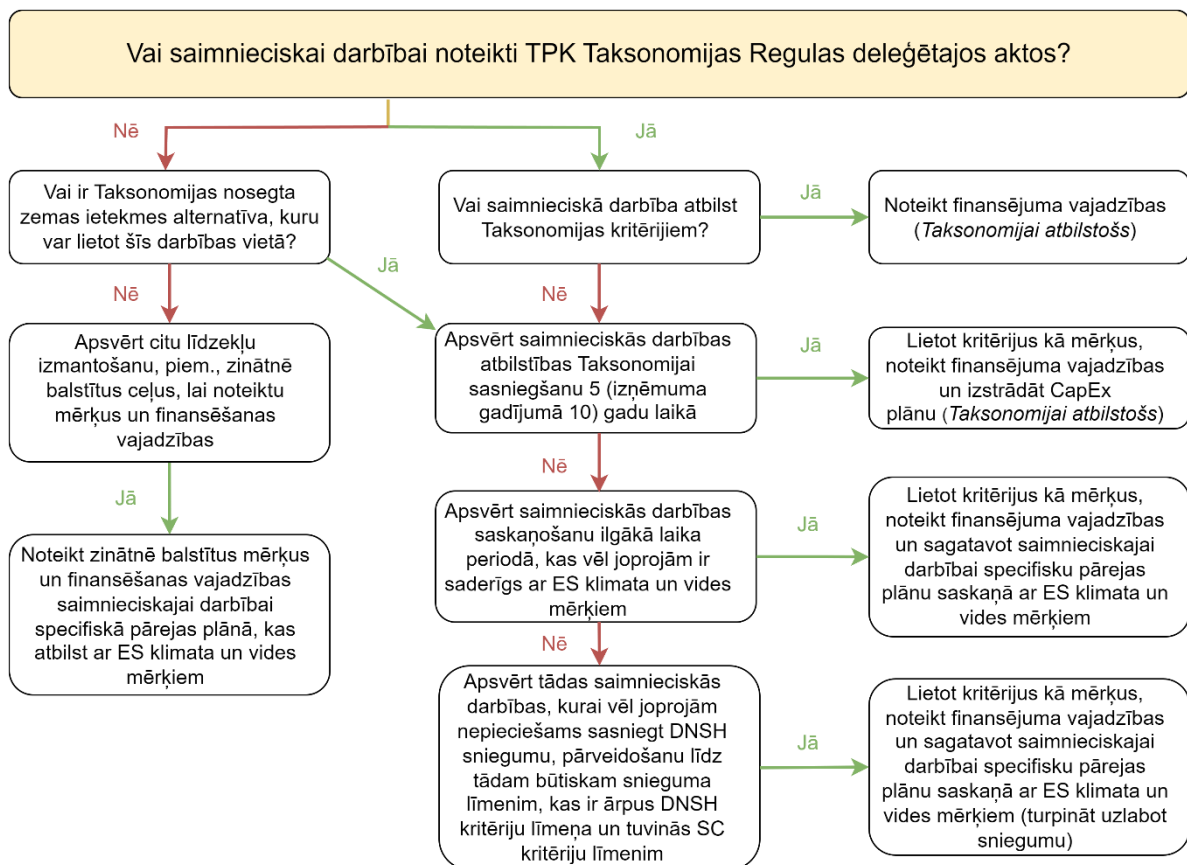 Vai saimnieciskai darbībai noteikti TPK Taksonomijas Regulas deleģētajos aktos?
Nē
Jā
Vai ir Taksonomijas nosegta
zemas ietekmes alternatīva, kuru
var lietot šīs darbības vietā?
Vai saimnieciskā darbība atbilst
Taksonomijas kritērijiem?
Jā
Noteikt finansējuma vajadzības
(Taksonomijai atbilstošs)
Jā
Nē
Nē
Apsvērt citu līdzekļu
izmantošanu, piem., zinātnē
balstītus ceļus, lai noteiktu
mērķus un finansēšanas
vajadzības
Apsvērt saimnieciskās darbības
atbilstības Taksonomijai
sasniegšanu 5 (izņēmuma
gadījumā 10) gadu laikā
Jā
Lietot kritērijus kā mērķus,
noteikt finansējuma vajadzības
un izstrādāt CapEx
plānu (Taksonomijai atbilstošs)
Jā
Nē
Noteikt zinātnē balstītus mērķus
un finansēšanas vajadzības
saimnieciskajai darbībai
specifiskā pārejas plānā, kas
atbilst ar ES klimata un vides
mērķiem
Apsvērt saimnieciskās darbības
saskaņošanu ilgākā laika
periodā, kas vēl joprojām ir
saderīgs ar ES klimata un vides
mērķiem
Jā
Lietot kritērijus kā mērķus,
noteikt finansējuma vajadzības
un sagatavot saimnieciskajai
darbībai specifisku pārejas
plānu saskaņā ar ES klimata un
vides mērķiem
Nē
Apsvērt tādas saimnieciskās
darbības, kurai vēl joprojām
nepieciešams sasniegt DNSH
sniegumu, pārveidošanu līdz
tādam būtiskam snieguma
līmenim, kas ir ārpus DNSH
kritēriju līmeņa un tuvinās SC
kritēriju līmenim
Jā
Lietot kritērijus kā mērķus,
noteikt finansējuma vajadzības
un sagatavot saimnieciskajai
darbībai specifisku pārejas
plānu saskaņā ar ES klimata un
vides mērķiem (turpināt uzlabot
sniegumu)